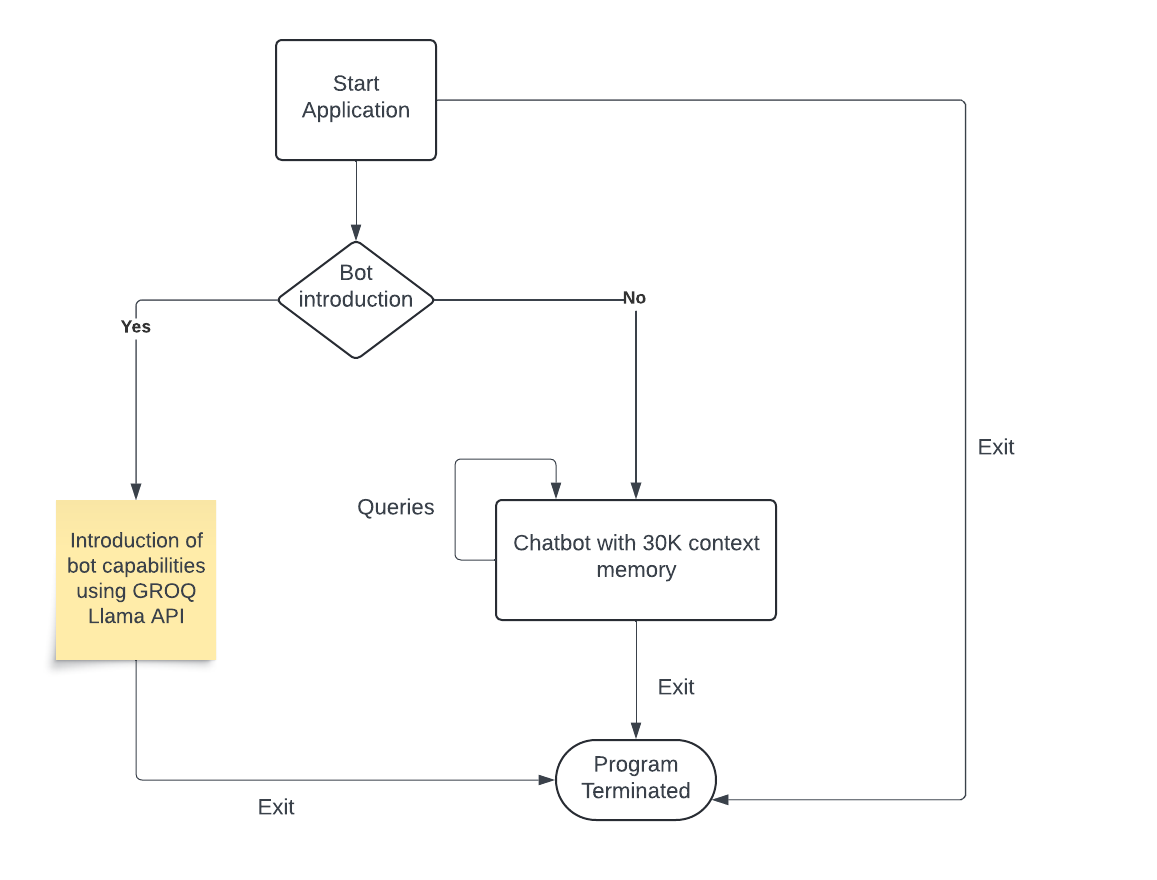 Start
Application
Bot
introduction
No
Yes
Exit
Queries
Chatbot with 30K context
memory
Introduction of
bot capabilities
using GROQ
Llama API
Exit
Program
Terminated
Exit